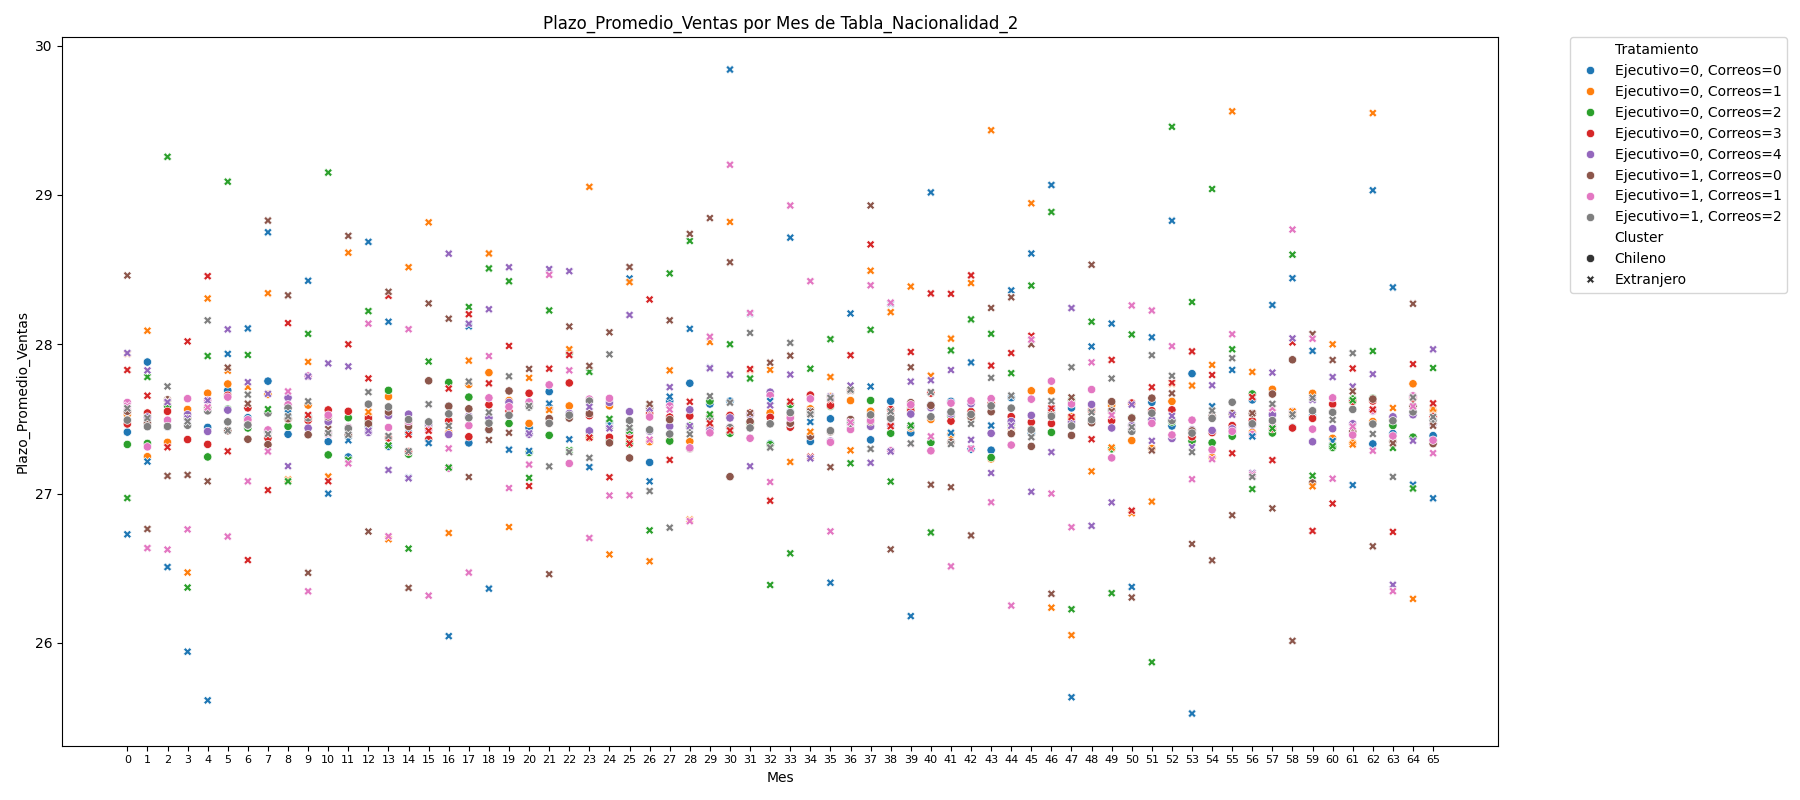 Plazo_Promedio_Ventas por Mes de Tabla_Nacionalidad_2
30
29
28
27
26
Plazo_Promedio_Ventas
0 1 2 3 4 5 6 7 8 9 10 11 12 13 14 15 16 17 18 19 20 21 22 23 24 25 26 27 28 29 30 31 32 33 34 35 36 37 38 39 40 41 42 43 44 45 46 47 48 49 50 51 52 53 54 55 56 57 58 59 60 61 62 63 64 65
Mes
Tratamiento
Ejecutivo=0, Correos=0
Ejecutivo=0, Correos=1
Ejecutivo=0, Correos=2
Ejecutivo=0, Correos=3
Ejecutivo=0, Correos=4
Ejecutivo=1, Correos=0
Ejecutivo=1, Correos=1
Ejecutivo=1, Correos=2
Cluster
Chileno
Extranjero